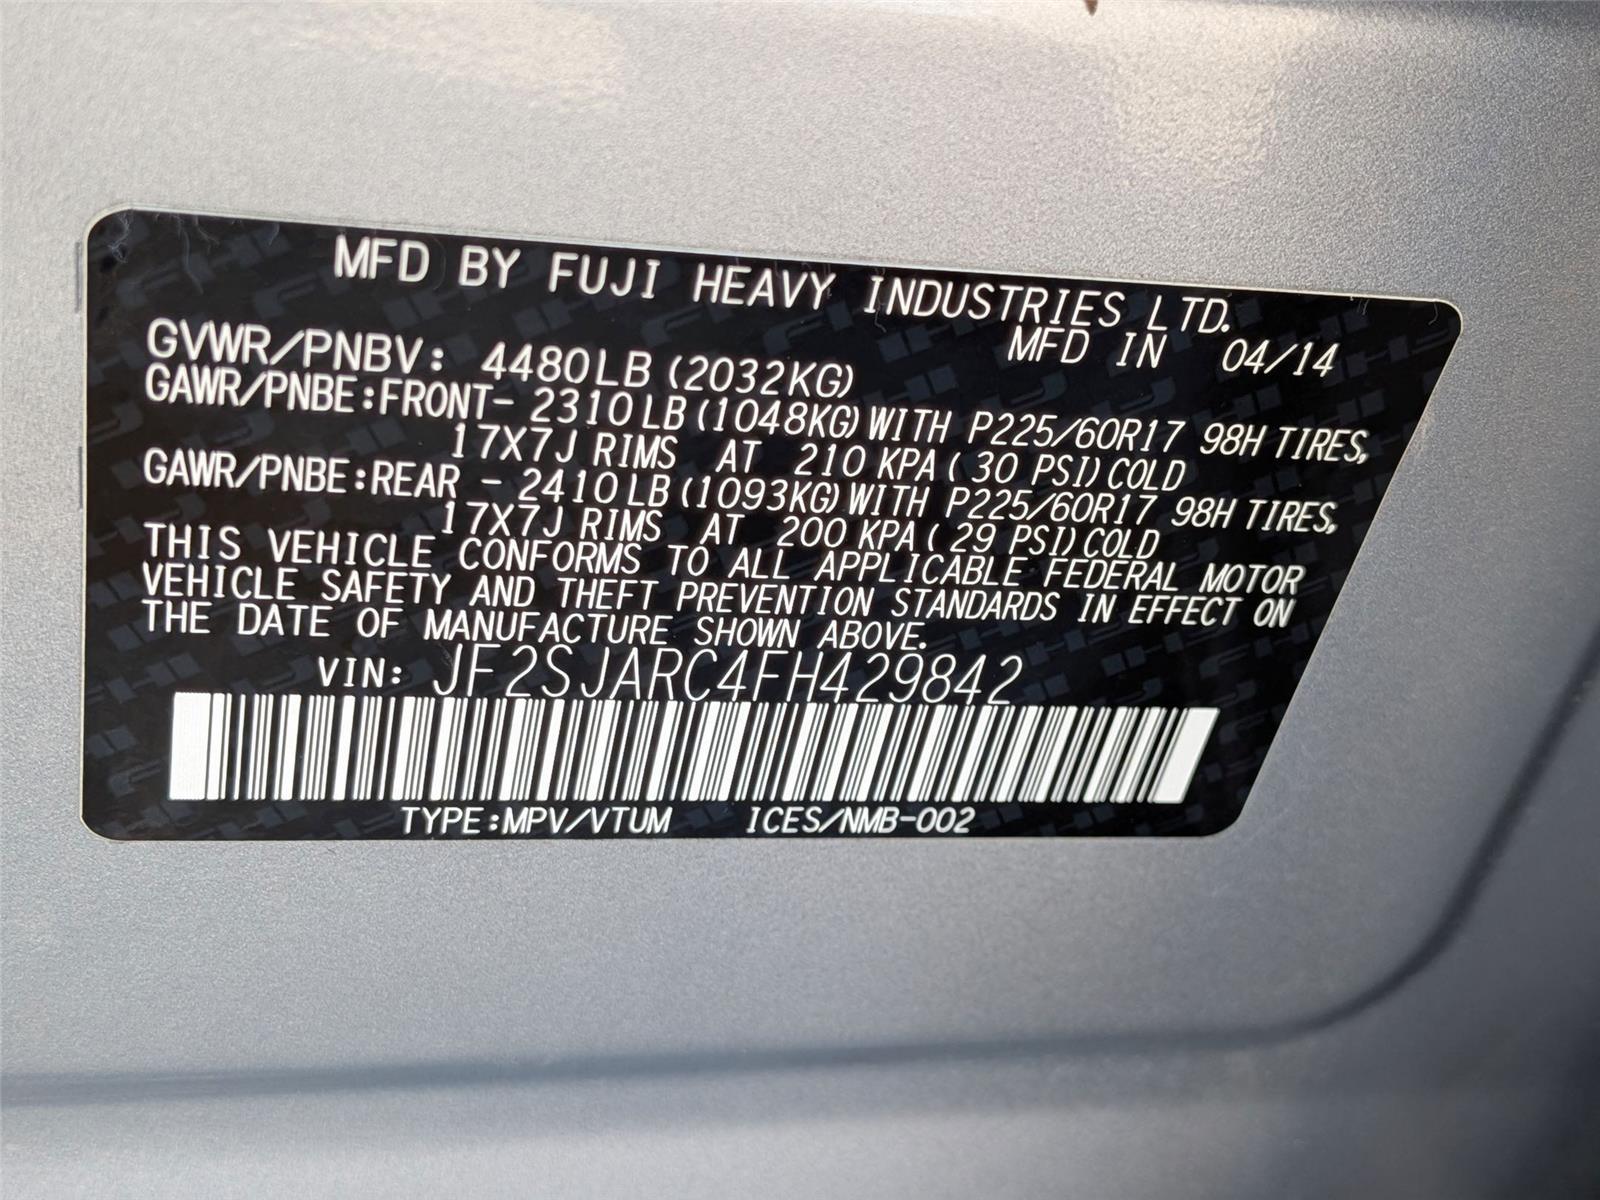 MFD BY FUJI HEAVY INDUSTRIES LTD.
MFD IN 04/14
GVWR/PNBV: 4480LB (2032KG)
GAWR/PNBE:FRONT- 2310LB(1048KG)WITH P225/60R17 98H TIRES,
17X7J RIMS AT 210 KPA( 30 PSI)COLD
GAWR/PNBE:REAR - 2410LB(1093KG)WITH P225/60R17 98H TIRES,
17X7J RIMS AT 200 KPA( 29 PSI)COLD
THIS VEHICLE CONFORMS TO ALL APPLICABLE FEDERAL MOTOR
VEHICLE SAFETY AND THEFT PREVENTION STANDARDS IN EFFECT ON
THE DATE OF MANUFACTURE SHOWN ABOVE.
VIN: JF2SJARC4FH429842
TYPE:MPV/VTUM ICES/NMB-002